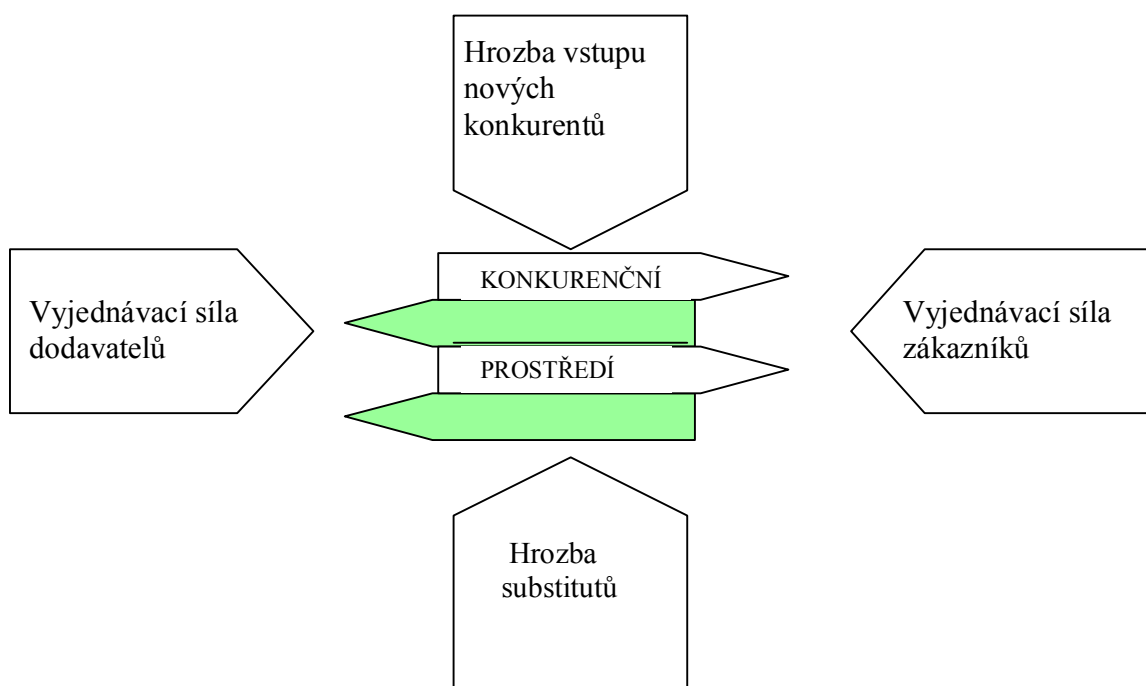 Hrozba vstupu
nových
konkurentů
KONKURENČNÍ
Vyjednávací síla
dodavatelů
Vyjednávací síla
zákazníků
PROSTŘEDÍ
Hrozba
substitutů